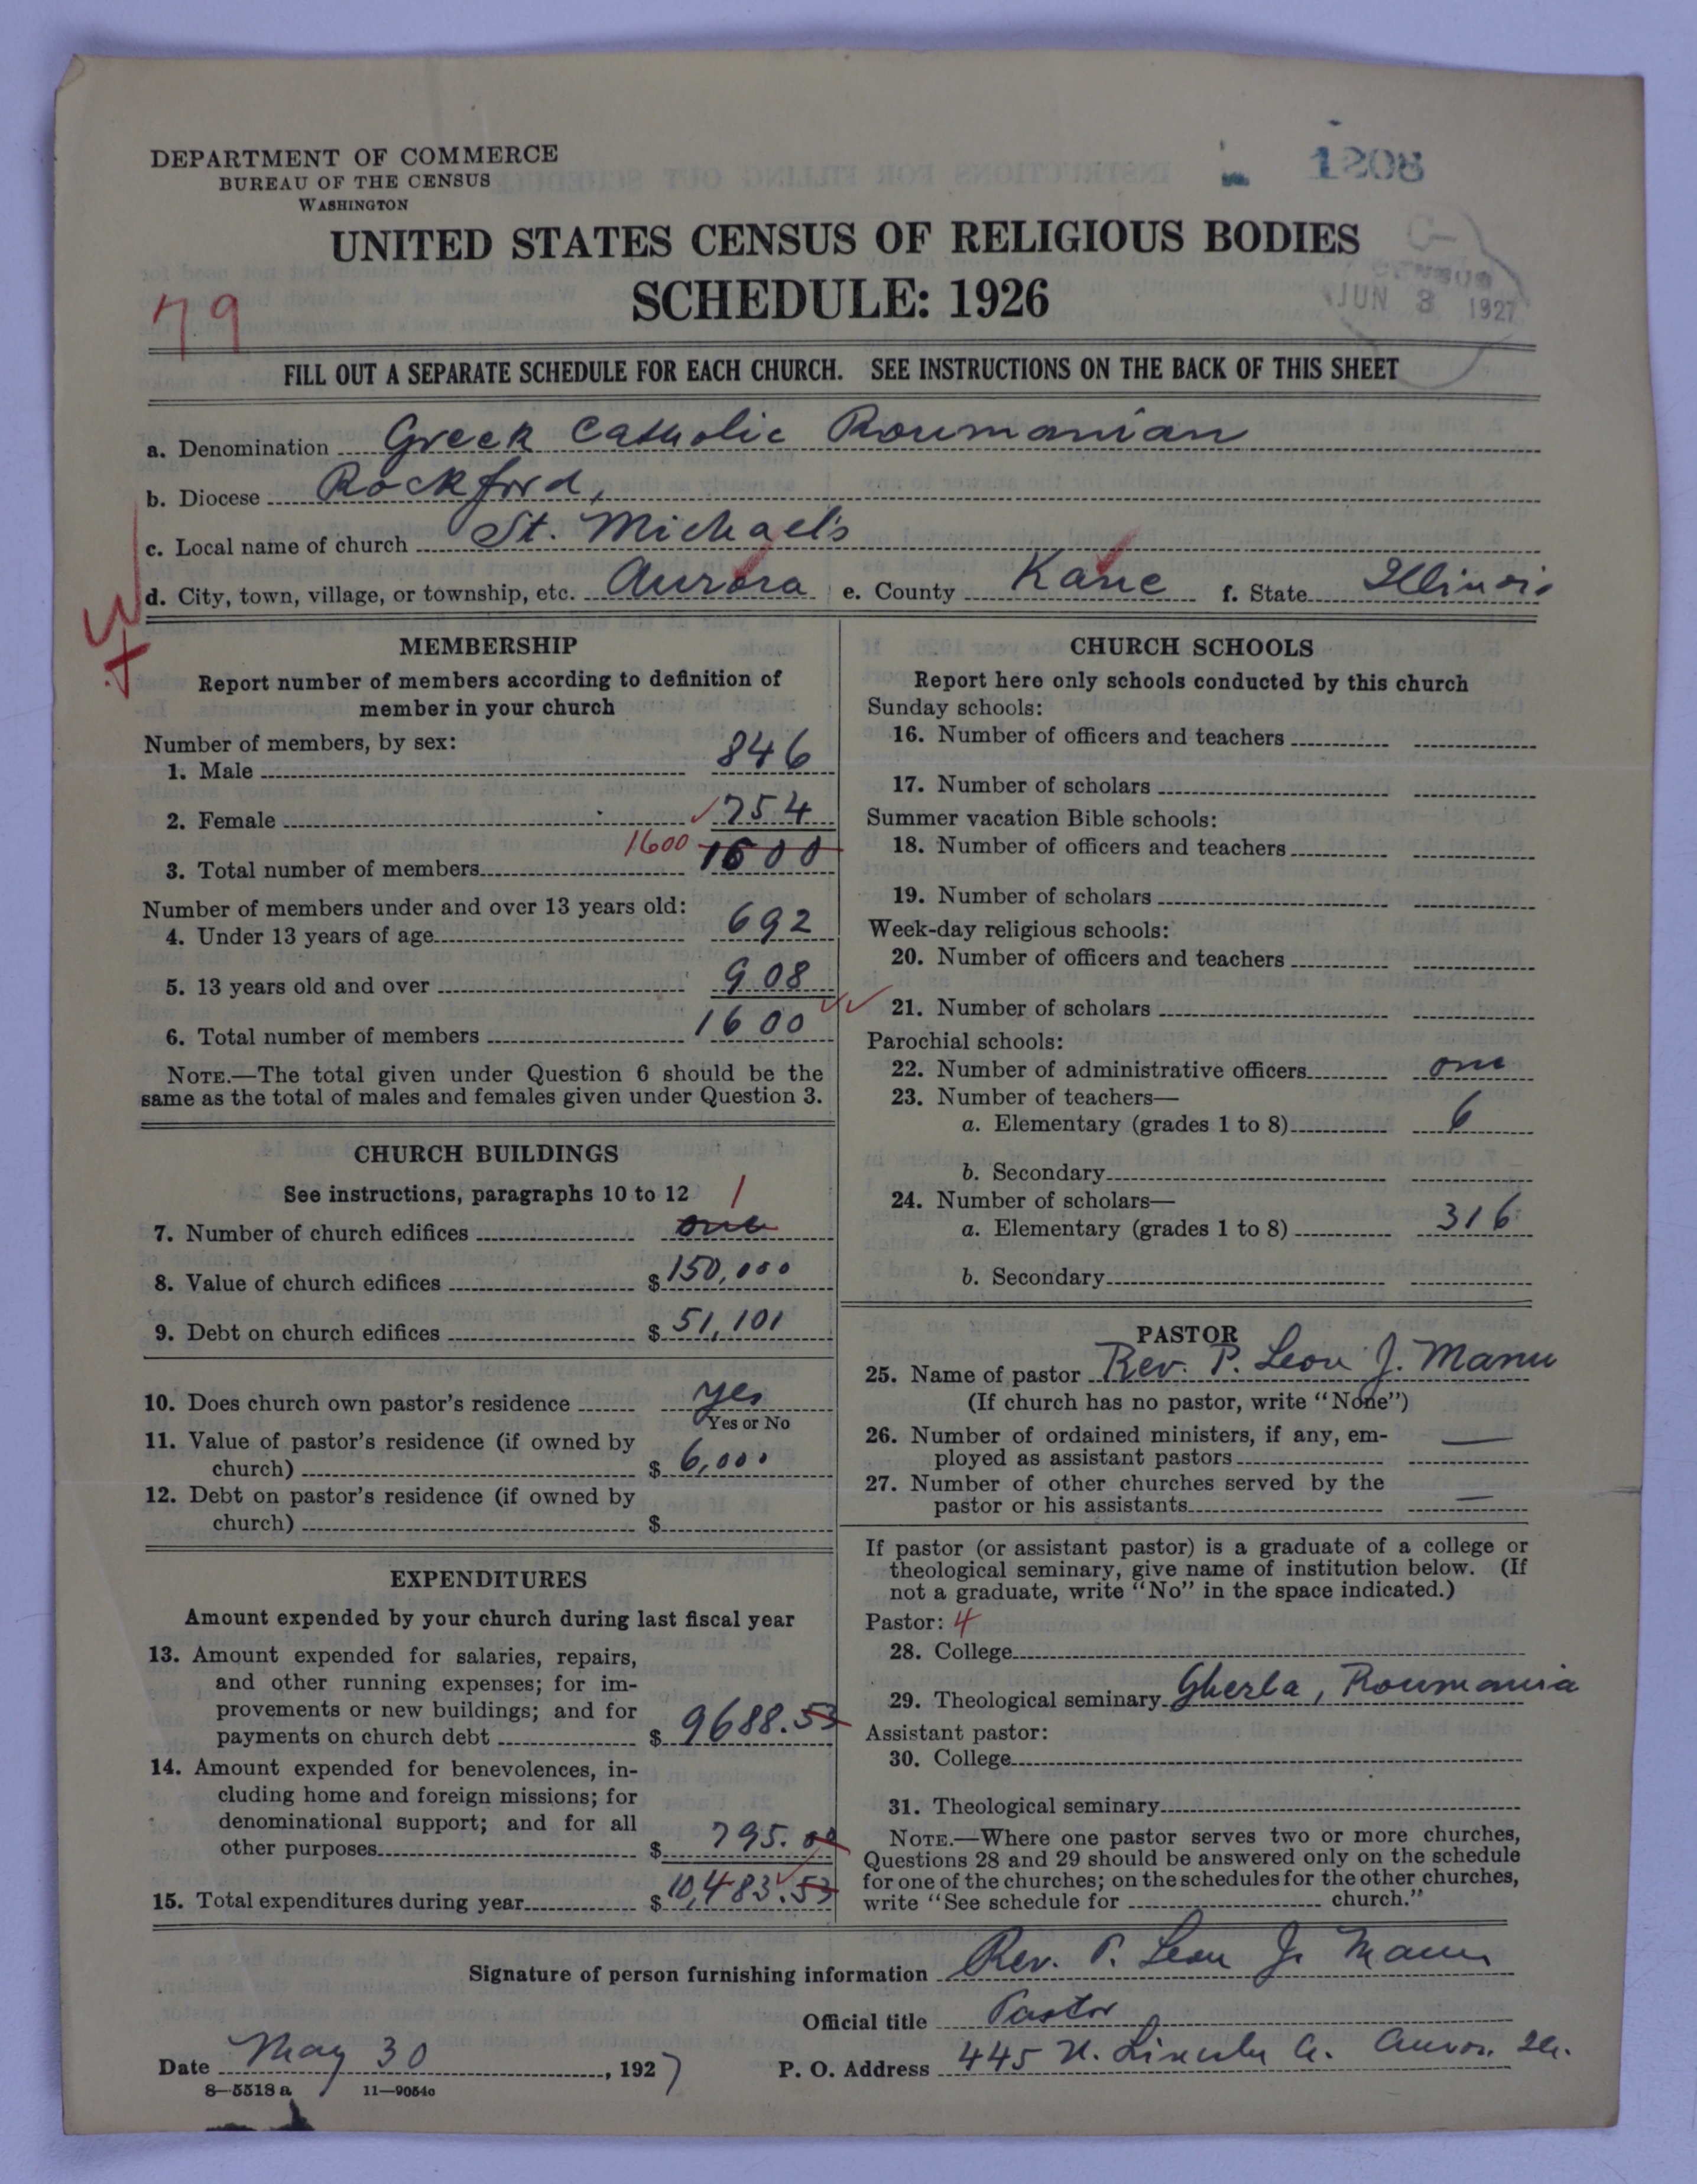 DEPARTMENT OF COMMERCE
BUREAU OF THE CENSUS
WASHINGTON
1208
UNITED STATES CENSUS OF RELIGIOUS BODIES
SCHEDULE: 1926
CENSUS
JUN 3 1927
79
FILL OUT A SEPARATE SCHEDULE FOR EACH CHURCH. SEE INSTRUCTIONS ON THE BACK OF THIS SHEET
a. Denomination Greek Catholic Roumanian
b. Diocese Rockford,
c. Local name of church St. Michael's
d. City, town, village, or township, etc. Aurora e. County Kane f. State Illinois
MEMBERSHIP
Report number of members according to definition of
member in your church
Number of members, by sex:
1. Male 846
2. Female 754
3. Total number of members 1600 1600
Number of members under and over 13 years old:
4. Under 13 years of age 692
5. 13 years old and over 908
6. Total number of members 1600
NOTE.—The total given under Question 6 should be the
same as the total of males and females given under Question 3.
CHURCH BUILDINGS
See instructions, paragraphs 10 to 12 1
7. Number of church edifices one
8. Value of church edifices $ 150,000
9. Debt on church edifices $ 51,101
10. Does church own pastor's residence yes
Yes or No
11. Value of pastor's residence (if owned by
church) $ 6,000
12. Debt on pastor's residence (if owned by
church) $
EXPENDITURES
Amount expended by your church during last fiscal year
13. Amount expended for salaries, repairs,
and other running expenses; for im-
provements or new buildings; and for
payments on church debt $ 9688.53
14. Amount expended for benevolences, in-
cluding home and foreign missions; for
denominational support; and for all
other purposes $ 795.00
15. Total expenditures during year $ 10,483.53
CHURCH SCHOOLS
Report here only schools conducted by this church
Sunday schools:
16. Number of officers and teachers
17. Number of scholars
Summer vacation Bible schools:
18. Number of officers and teachers
19. Number of scholars
Week-day religious schools:
20. Number of officers and teachers
21. Number of scholars
Parochial schools:
22. Number of administrative officers one
23. Number of teachers—
a. Elementary (grades 1 to 8) 6
b. Secondary
24. Number of scholars—
a. Elementary (grades 1 to 8) 316
b. Secondary
PASTOR
25. Name of pastor Rev. P. Leon J. Manu
(If church has no pastor, write "None")
26. Number of ordained ministers, if any, em-
ployed as assistant pastors —
27. Number of other churches served by the
pastor or his assistants —
If pastor (or assistant pastor) is a graduate of a college or
theological seminary, give name of institution below. (If
not a graduate, write "No" in the space indicated.)
Pastor: 4
28. College
29. Theological seminary Gherla, Roumania
Assistant pastor:
30. College
31. Theological seminary
NOTE.—Where one pastor serves two or more churches,
Questions 28 and 29 should be answered only on the schedule
for one of the churches; on the schedules for the other churches,
write "See schedule for church."
Signature of person furnishing information Rev. P. Leon J. Manu
Official title Pastor
Date May 30, 1927 P. O. Address 445 N. Lincoln A. Auror. Ill.
8—5518 a 11—9054c